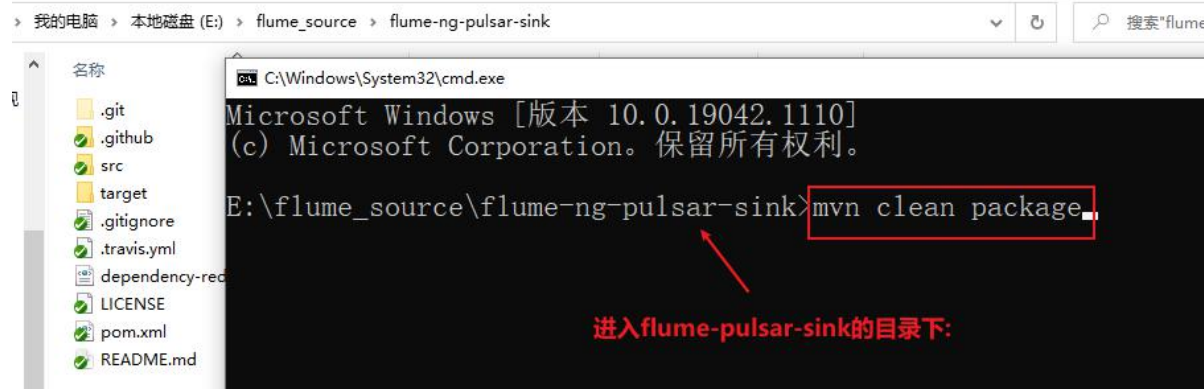 › 我的电脑 › 本地磁盘 (E:) › flume_source › flume-ng-pulsar-sink
搜索"flume
名称
.git
.github
src
target
.gitignore
.travis.yml
dependency-red
LICENSE
pom.xml
README.md
C:\Windows\System32\cmd.exe
Microsoft Windows [版本 10.0.19042.1110]
(c) Microsoft Corporation。保留所有权利。
E:\flume_source\flume-ng-pulsar-sink>mvn clean package
进入flume-pulsar-sink的目录下: